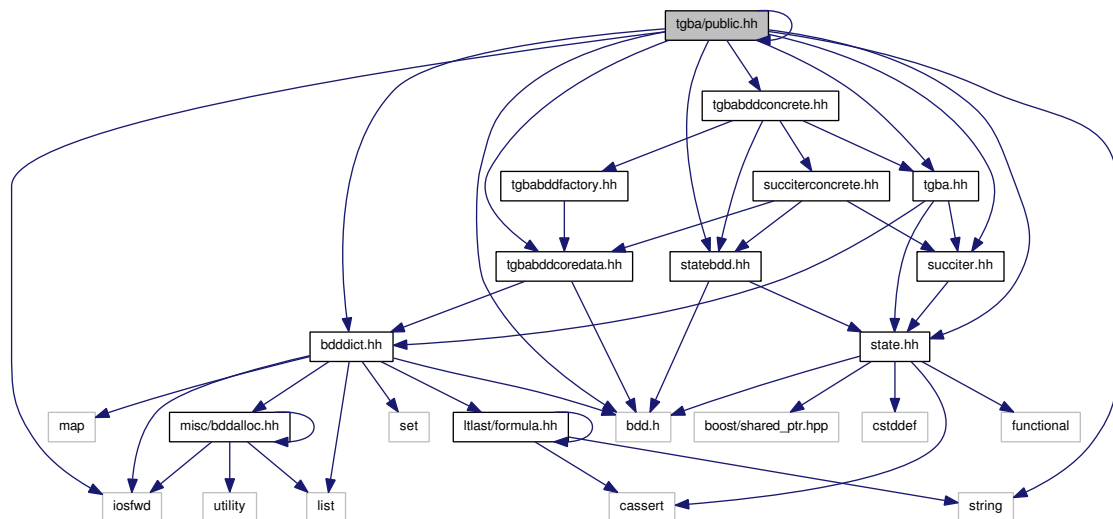 tgba/public.hh
tgbabddconcrete.hh
tgbabddfactory.hh
succiterconcrete.hh
tgba.hh
tgbabddcoredata.hh
statebdd.hh
succiter.hh
bdddict.hh
state.hh
map
misc/bddalloc.hh
set
ltlast/formula.hh
bdd.h
boost/shared_ptr.hpp
cstddef
functional
iosfwd
utility
list
cassert
string